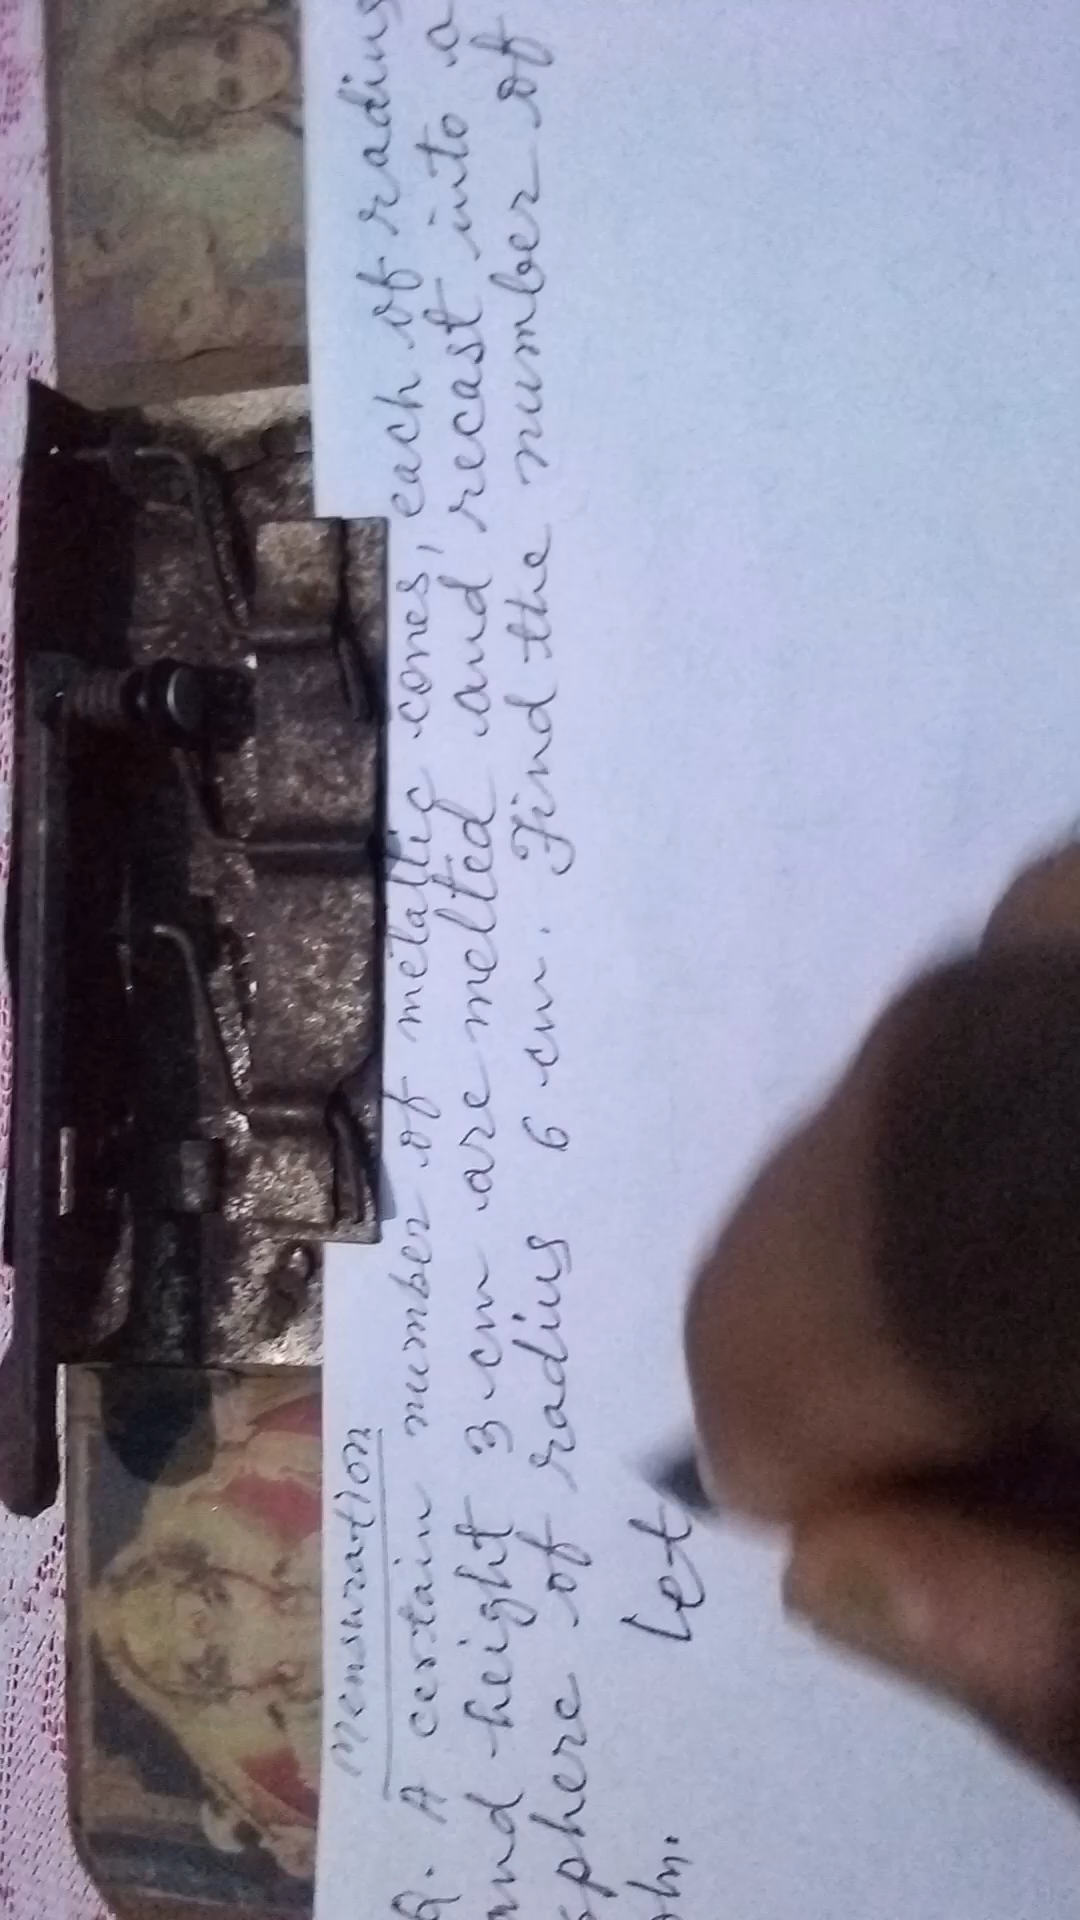 Mensuration
Q. A certain number of metallic cones, each of radius
and height 3 cm are melted and recast into a
sphere of radius 6 cm. Find the number of
Let